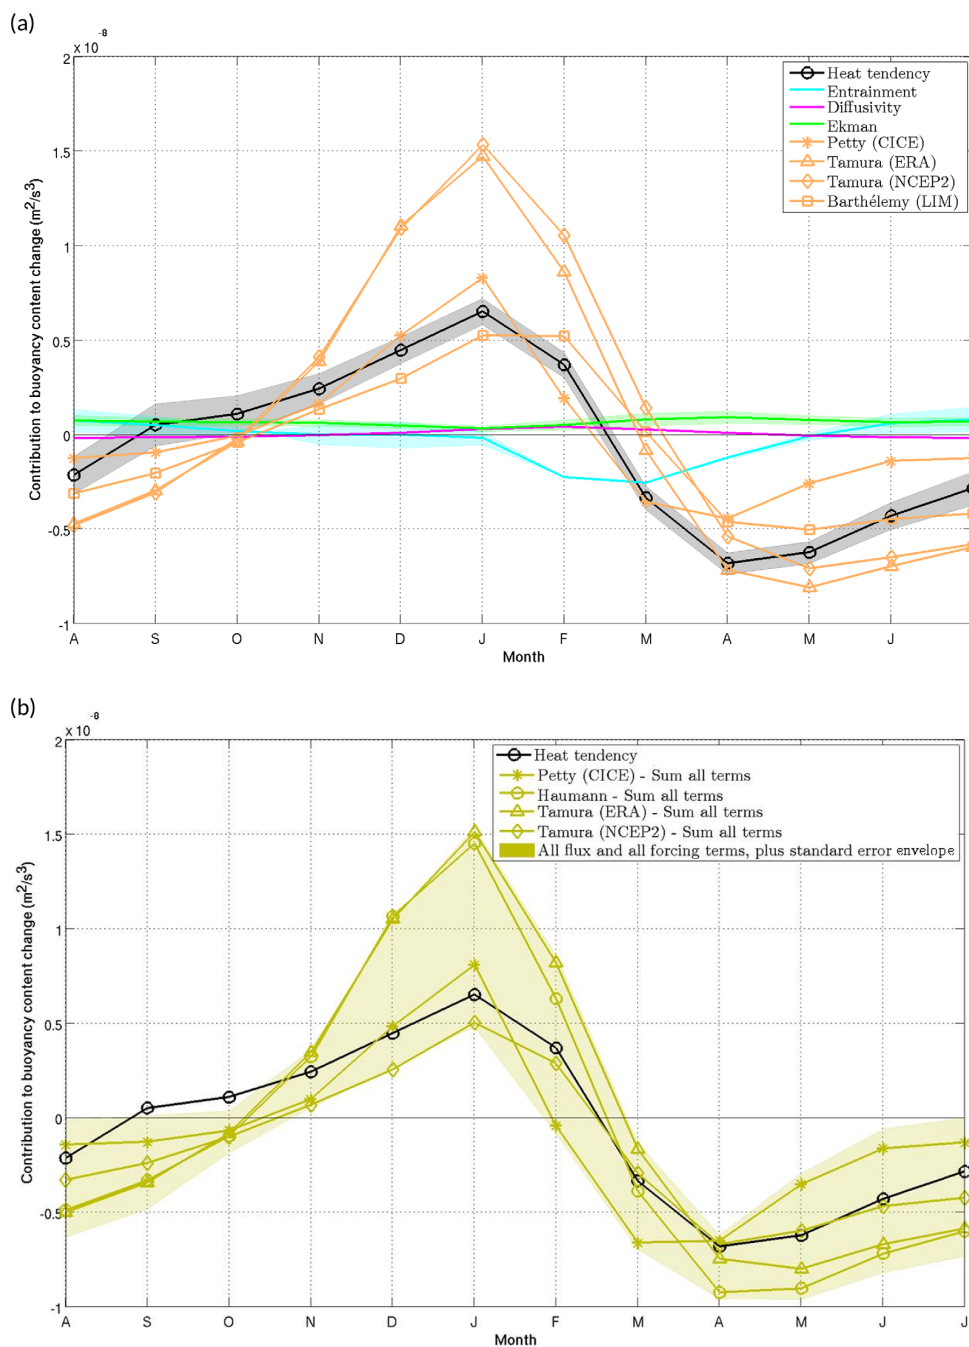 (a)
x 10^-8
2
1.5
1
0.5
0
-0.5
-1
Contribution to buoyancy content change (m^2/s^3)
Heat tendency
Entrainment
Diffusivity
Ekman
Petty (CICE)
Tamura (ERA)
Tamura (NCEP2)
Barthélemy (LIM)
A S O N D J F M A M J
Month
(b)
x 10^-8
2
1.5
1
0.5
0
-0.5
-1
Contribution to buoyancy content change (m^2/s^3)
Heat tendency
Petty (CICE) - Sum all terms
Haumann - Sum all terms
Tamura (ERA) - Sum all terms
Tamura (NCEP2) - Sum all terms
All flux and all forcing terms, plus standard error envelope
A S O N D J F M A M J J
Month